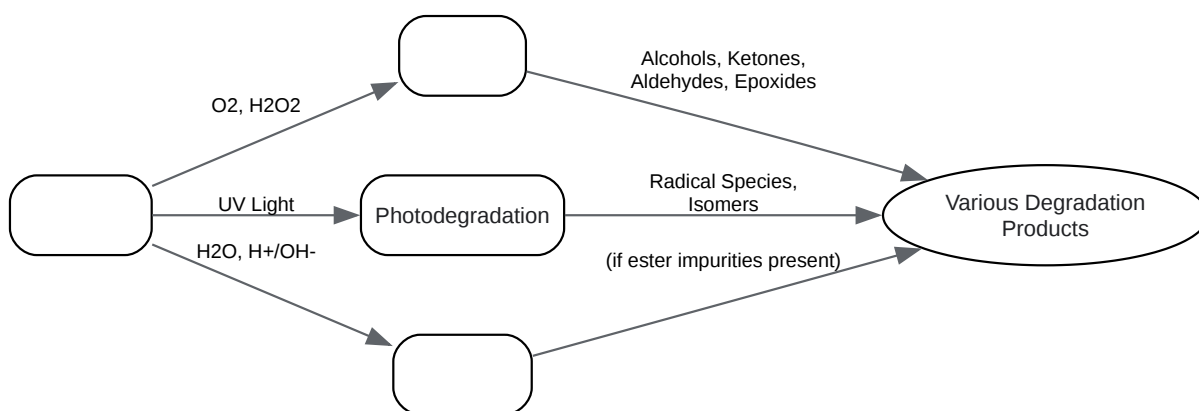 O2, H2O2
Alcohols, Ketones,
Aldehydes, Epoxides
UV Light
Photodegradation
Radical Species,
Isomers
Various Degradation
Products
H2O, H+/OH-
(if ester impurities present)